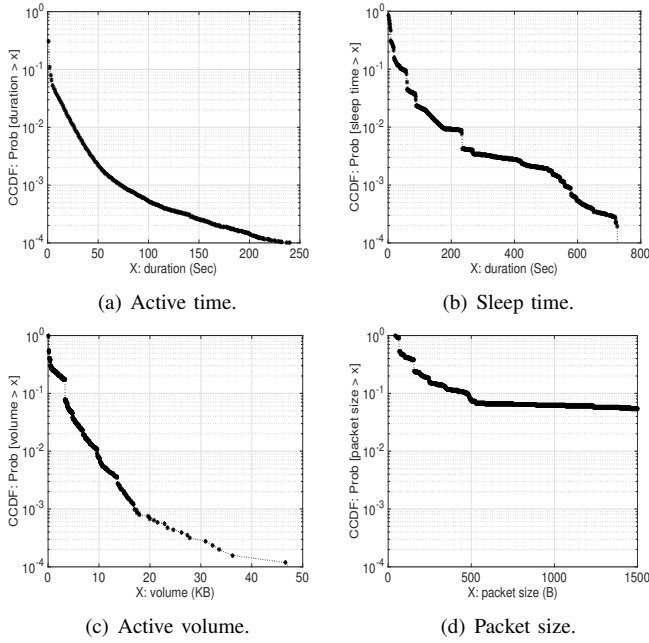 CCDF: Prob [duration > x]
10^0
10^-1
10^-2
10^-3
10^-4
0 50 100 150 200 250
X: duration (Sec)
(a) Active time.
CCDF: Prob [sleep time > x]
10^0
10^-1
10^-2
10^-3
10^-4
0 200 400 600 800
X: duration (Sec)
(b) Sleep time.
CCDF: Prob [volume > x]
10^0
10^-1
10^-2
10^-3
10^-4
0 10 20 30 40 50
X: volume (KB)
(c) Active volume.
CCDF: Prob [packet size > x]
10^0
10^-1
10^-2
10^-3
10^-4
0 500 1000 1500
X: packet size (B)
(d) Packet size.